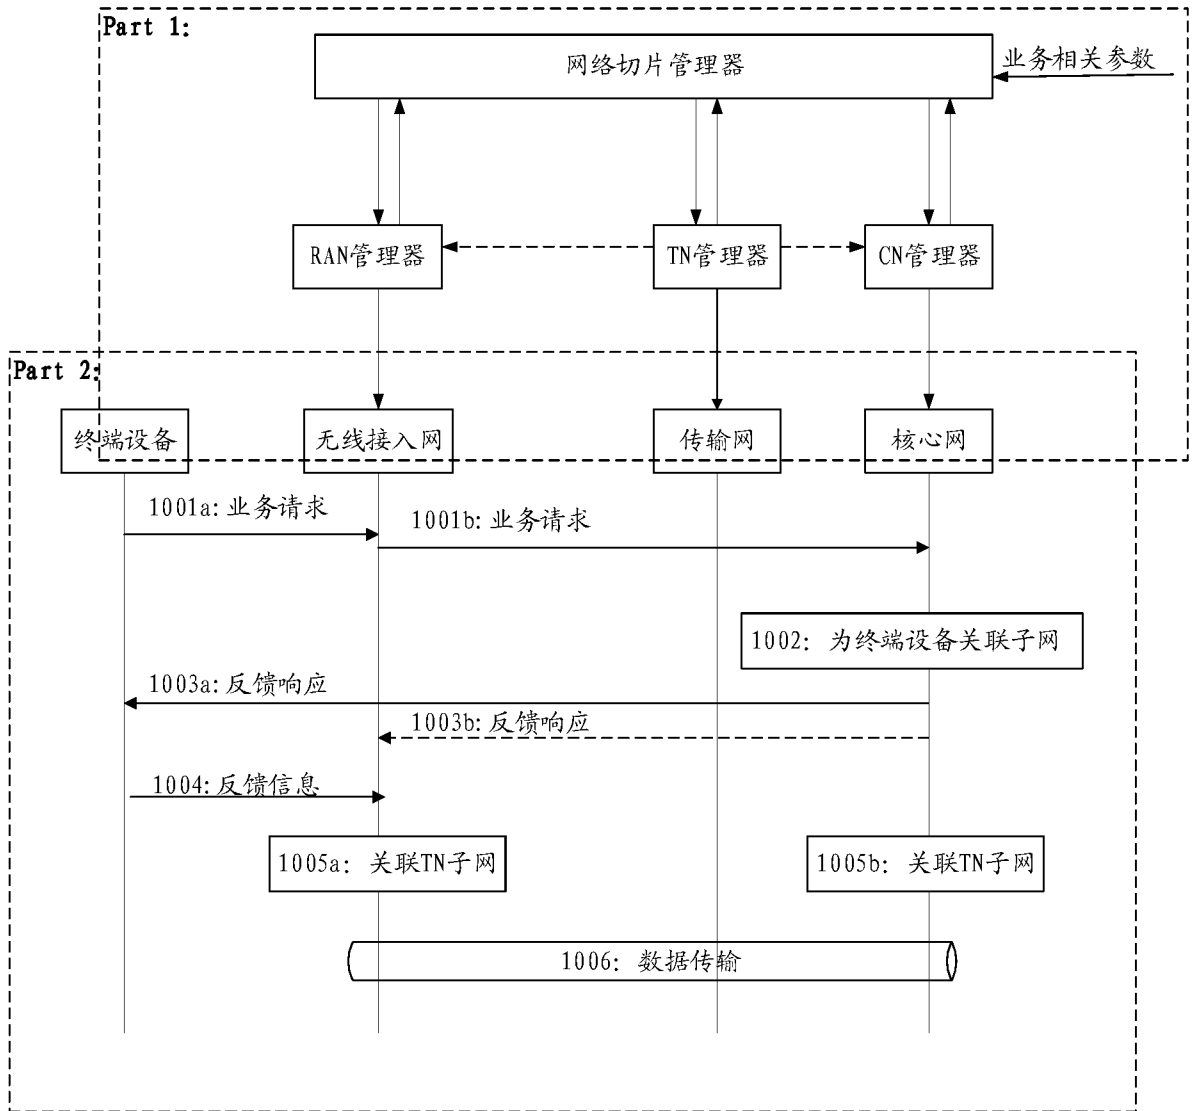 Part 1:
网络切片管理器
业务相关参数
RAN管理器
TN管理器
CN管理器
Part 2:
终端设备
无线接入网
传输网
核心网
1001a:业务请求
1001b:业务请求
1002: 为终端设备关联子网
1003a:反馈响应
1003b:反馈响应
1004:反馈信息
1005a: 关联TN子网
1005b: 关联TN子网
1006: 数据传输